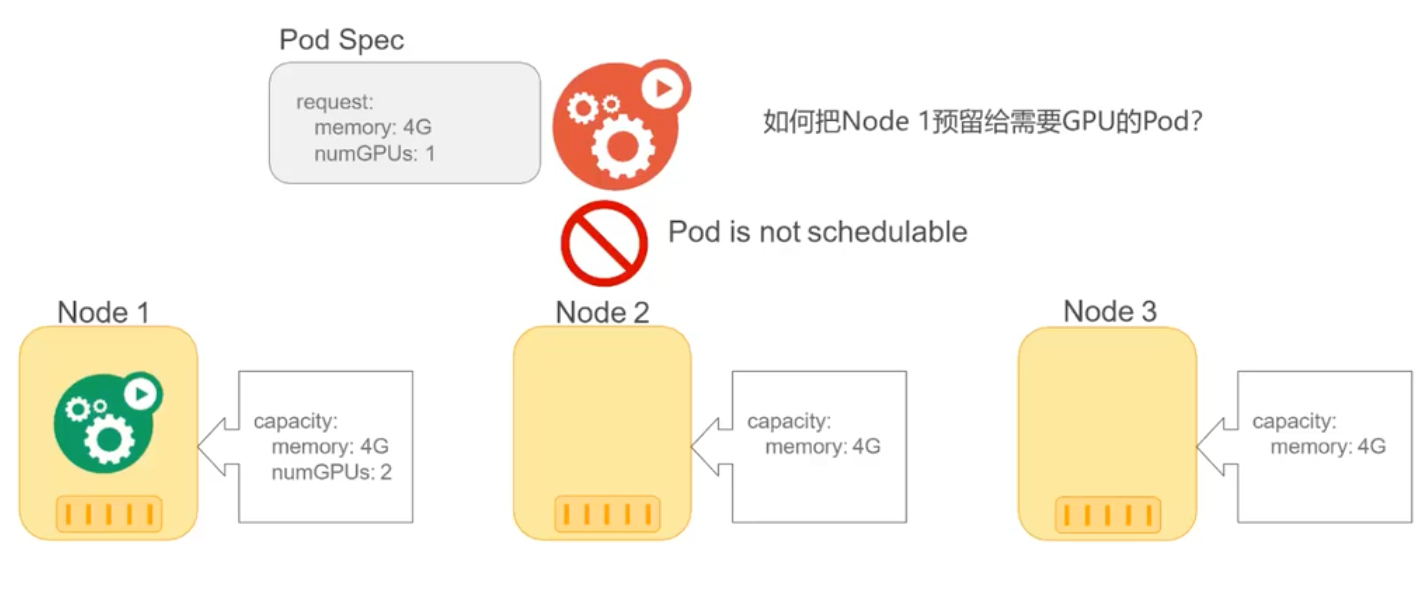 Pod Spec
request:
memory: 4G
numGPUs: 1
如何把Node 1预留给需要GPU的Pod?
Pod is not schedulable
Node 1
capacity:
memory: 4G
numGPUs: 2
Node 2
capacity:
memory: 4G
Node 3
capacity:
memory: 4G